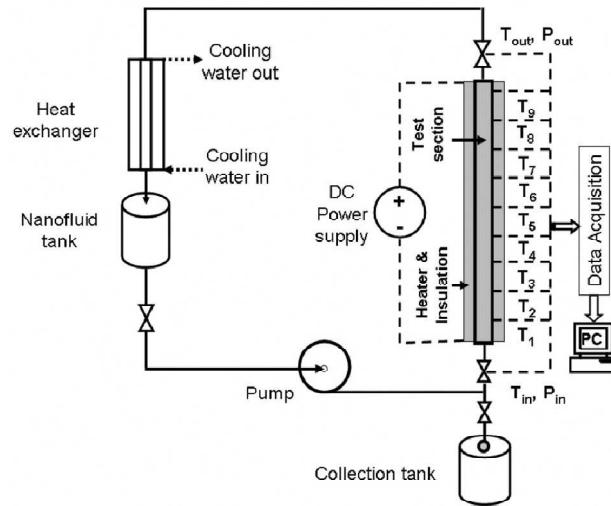 Cooling
water out
Heat
exchanger
Cooling
water in
Nanofluid
tank
Pump
DC
Power
supply
+
-
Test
section
Heater &
Insulation
Tout, Pout
T9
T8
T7
T6
T5
T4
T3
T2
T1
Tin, Pin
Data Acquisition
PC
Collection tank